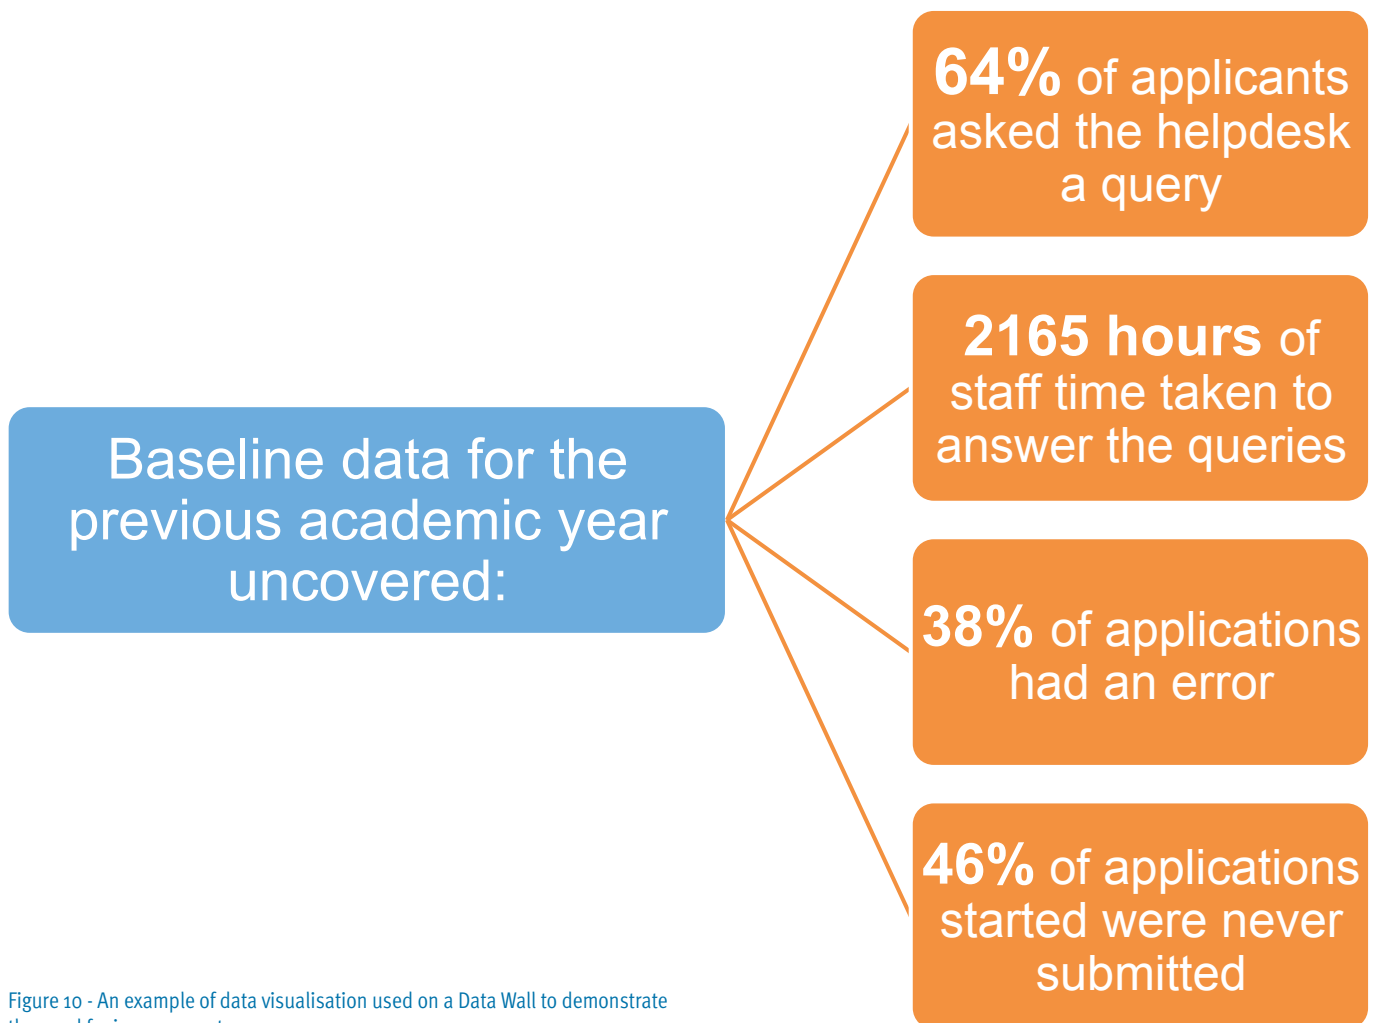 64% of applicants
asked the helpdesk
a query
2165 hours of
staff time taken to
answer the queries
Baseline data for the
previous academic year
uncovered:
38% of applications
had an error
46% of applications
started were never
submitted
Figure 10 - An example of data visualisation used on a Data Wall to demonstrate